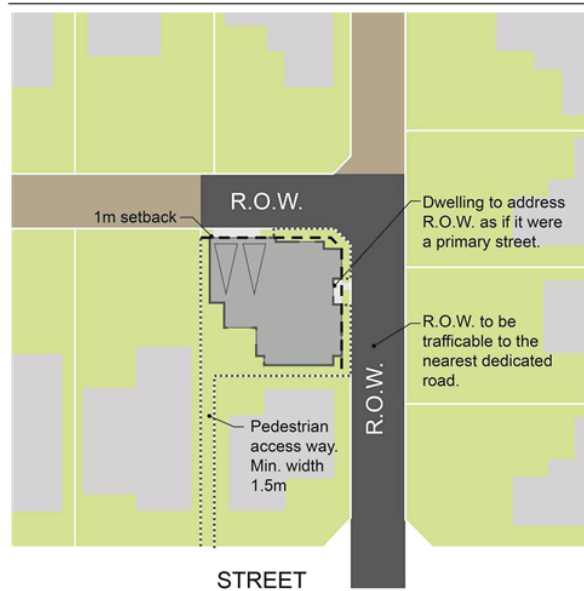 R.O.W.
1m setback
Dwelling to address
R.O.W. as if it were
a primary street.
R.O.W. to be
trafficable to the
nearest dedicated
road.
R.O.W.
Pedestrian
access way.
Min. width
1.5m
STREET